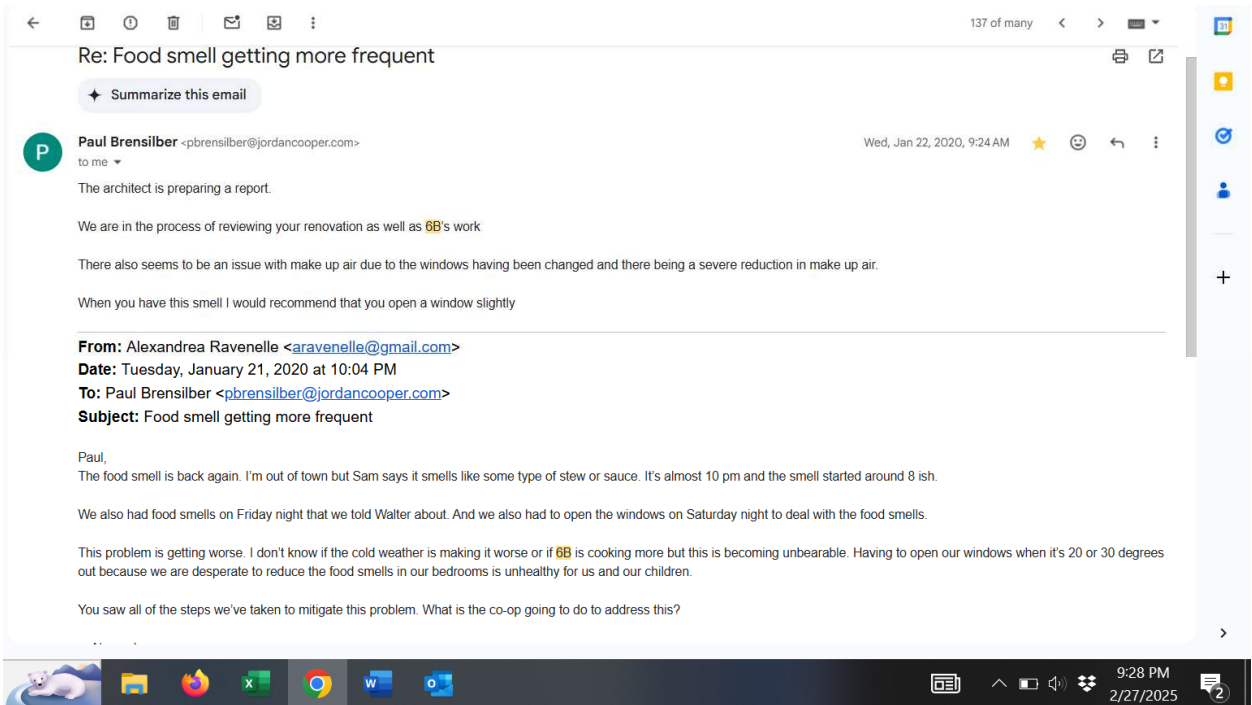 137 of many
31
Re: Food smell getting more frequent
Summarize this email
P
Paul Brensilber <pbrensilber@jordancooper.com>
Wed, Jan 22, 2020, 9:24 AM
to me
The architect is preparing a report.
We are in the process of reviewing your renovation as well as 6B's work
There also seems to be an issue with make up air due to the windows having been changed and there being a severe reduction in make up air.
When you have this smell I would recommend that you open a window slightly
From: Alexandrea Ravenelle <aravenelle@gmail.com>
Date: Tuesday, January 21, 2020 at 10:04 PM
To: Paul Brensilber <pbrensilber@jordancooper.com>
Subject: Food smell getting more frequent
Paul,
The food smell is back again. I'm out of town but Sam says it smells like some type of stew or sauce. It's almost 10 pm and the smell started around 8 ish.
We also had food smells on Friday night that we told Walter about. And we also had to open the windows on Saturday night to deal with the food smells.
This problem is getting worse. I don't know if the cold weather is making it worse or if 6B is cooking more but this is becoming unbearable. Having to open our windows when it's 20 or 30 degrees
out because we are desperate to reduce the food smells in our bedrooms is unhealthy for us and our children.
You saw all of the steps we've taken to mitigate this problem. What is the co-op going to do to address this?
X
W
9:28 PM
2/27/2025
2